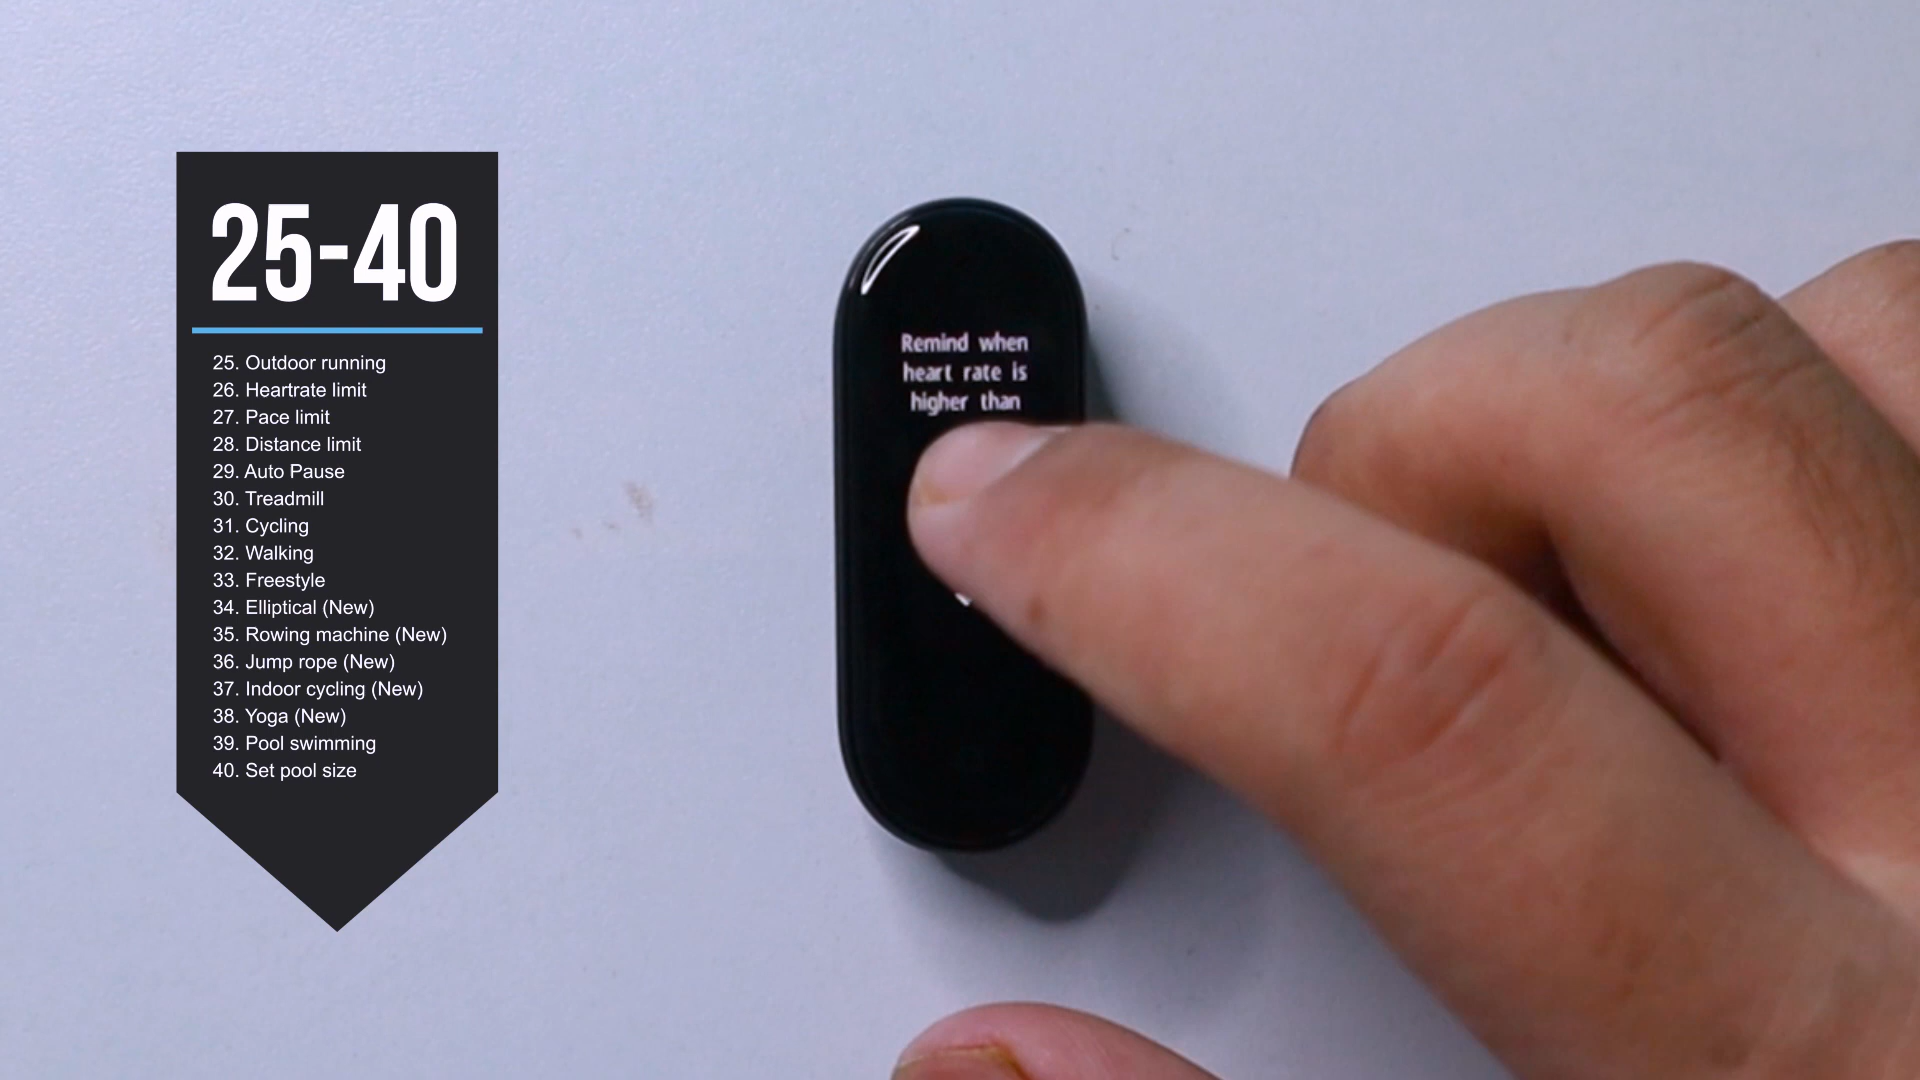 25-40
25. Outdoor running
26. Heartrate limit
27. Pace limit
28. Distance limit
29. Auto Pause
30. Treadmill
31. Cycling
32. Walking
33. Freestyle
34. Elliptical (New)
35. Rowing machine (New)
36. Jump rope (New)
37. Indoor cycling (New)
38. Yoga (New)
39. Pool swimming
40. Set pool size
Remind when
heart rate is
higher than